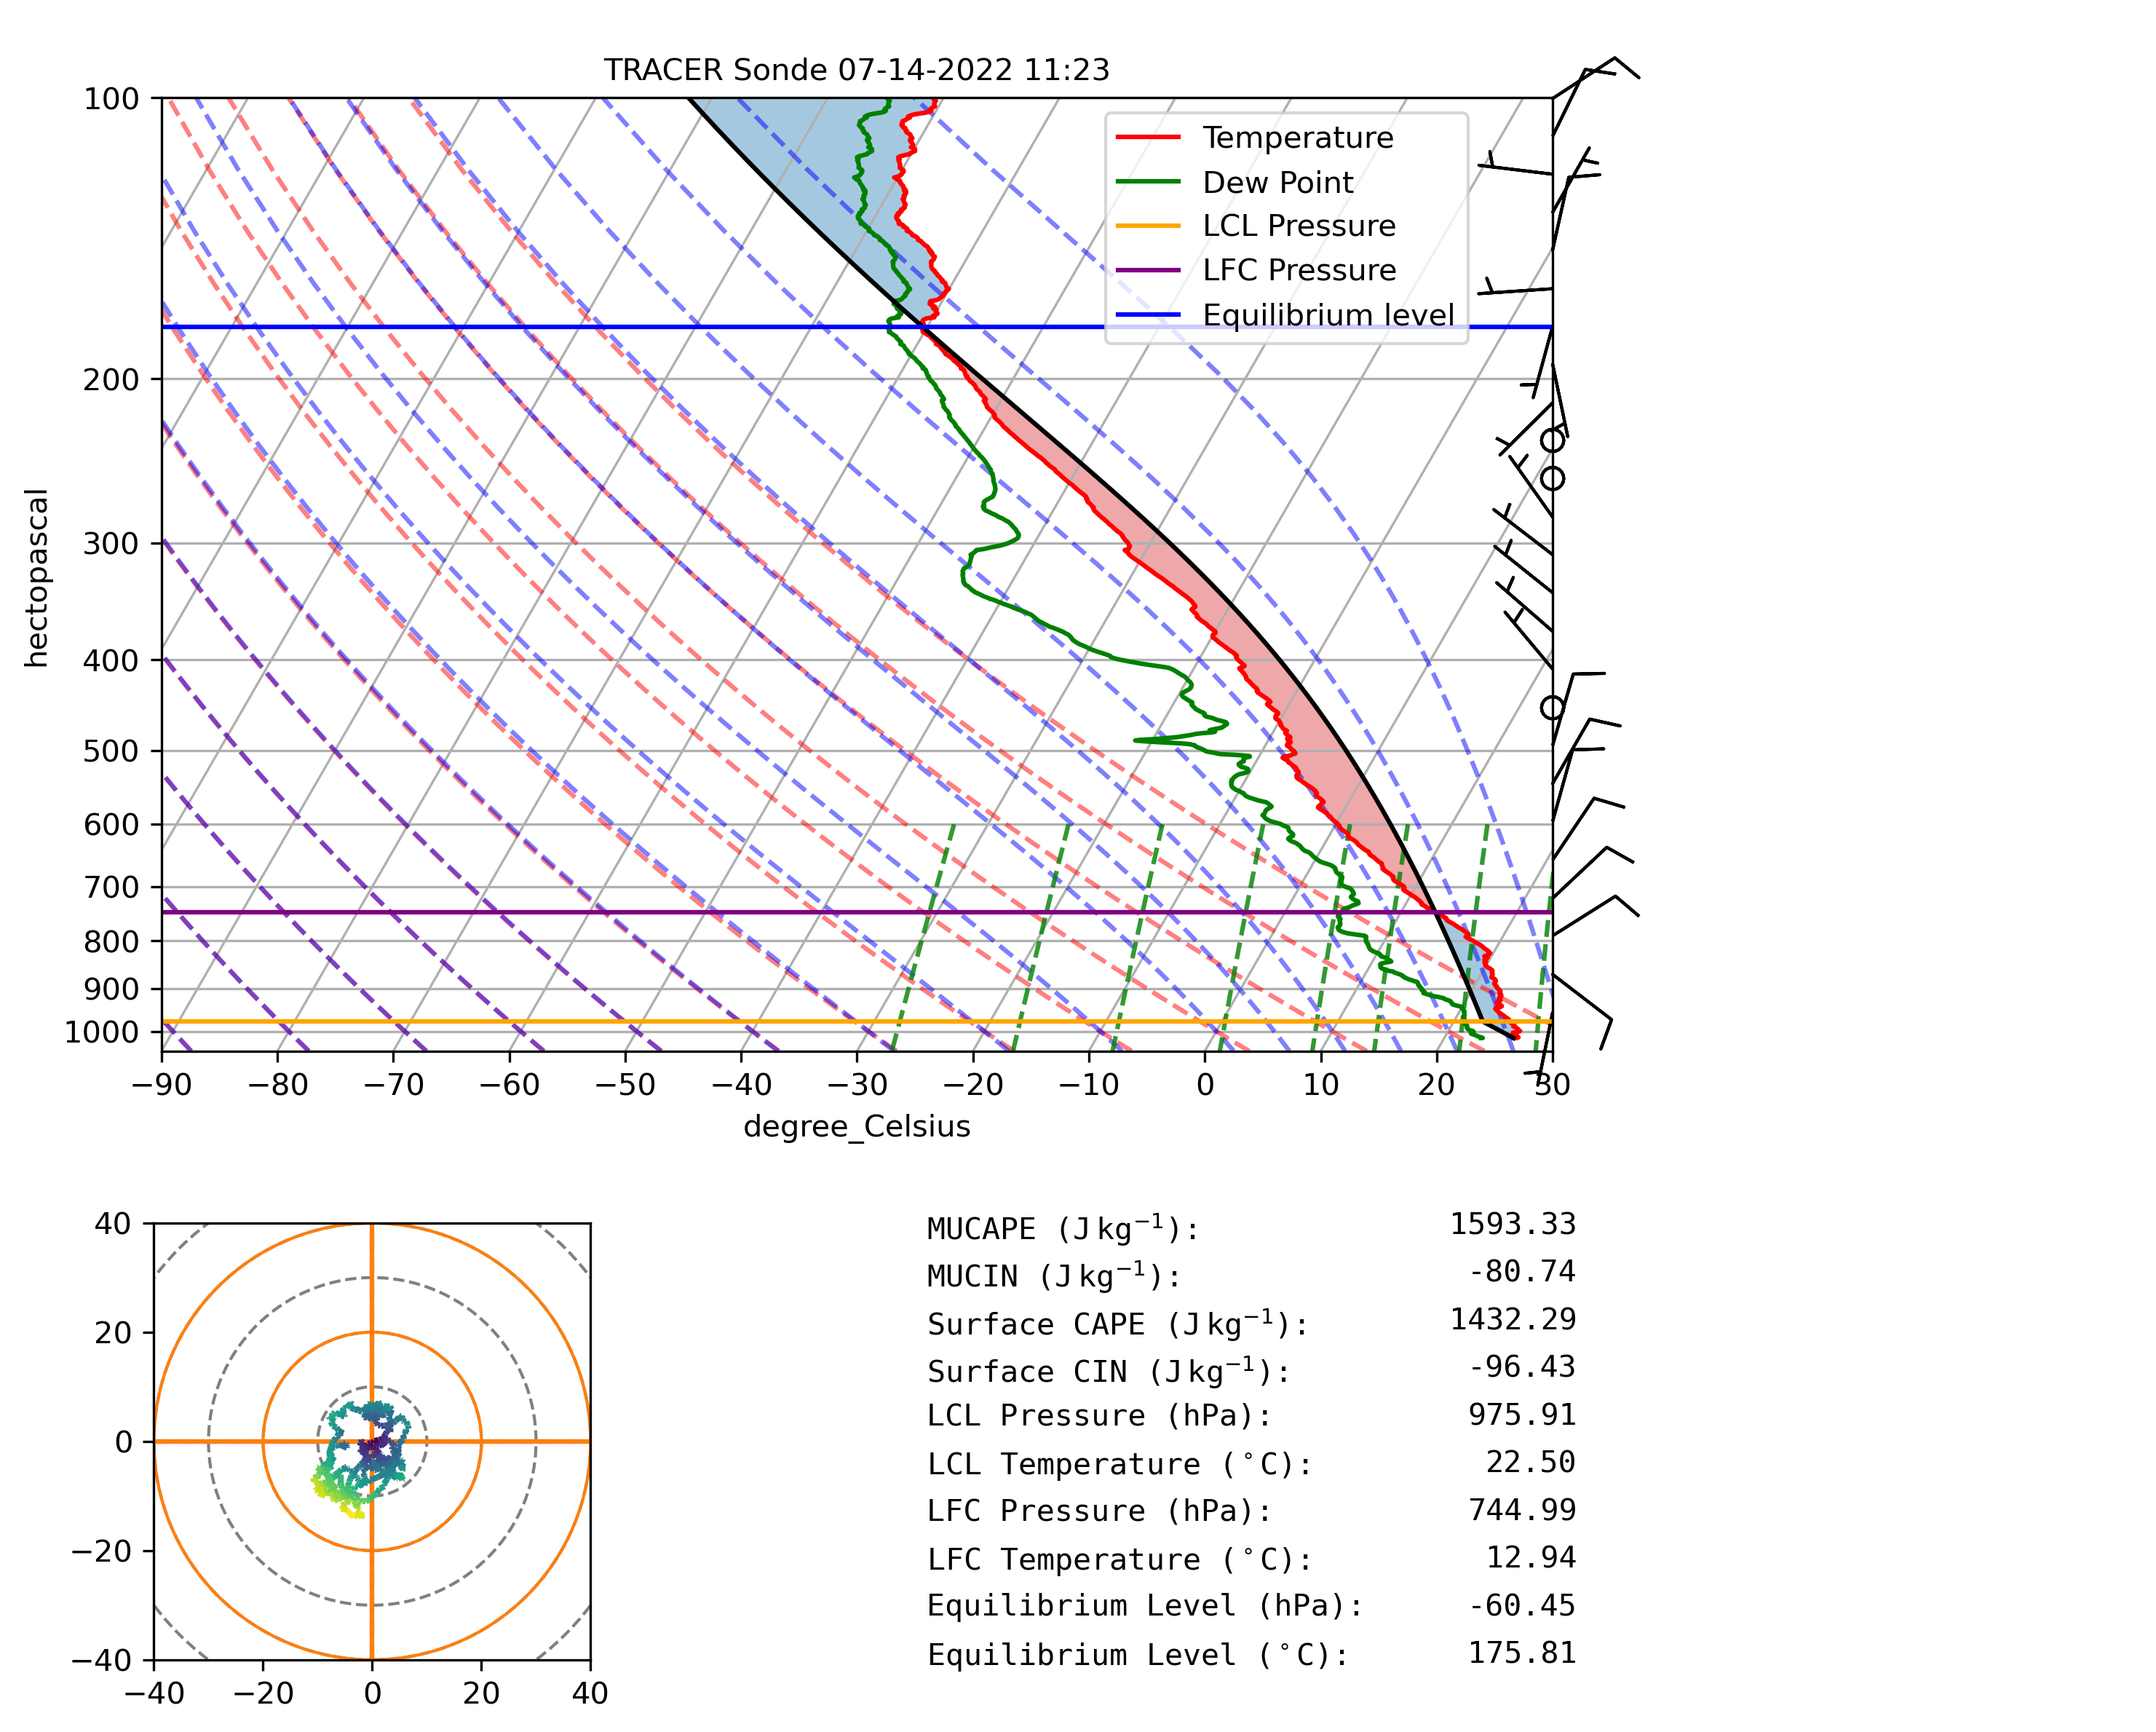 TRACER Sonde 07-14-2022 11:23
100
200
300
400
500
600
700
800
900
1000
hectopascal
Temperature
Dew Point
LCL Pressure
LFC Pressure
Equilibrium level
−90 −80 −70 −60 −50 −40 −30 −20 −10 0 10 20 30
degree_Celsius
40
20
0
−20
−40
−40 −20 0 20 40
MUCAPE (J kg⁻¹): 1593.33
MUCIN (J kg⁻¹): -80.74
Surface CAPE (J kg⁻¹): 1432.29
Surface CIN (J kg⁻¹): -96.43
LCL Pressure (hPa): 975.91
LCL Temperature (°C): 22.50
LFC Pressure (hPa): 744.99
LFC Temperature (°C): 12.94
Equilibrium Level (hPa): -60.45
Equilibrium Level (°C): 175.81